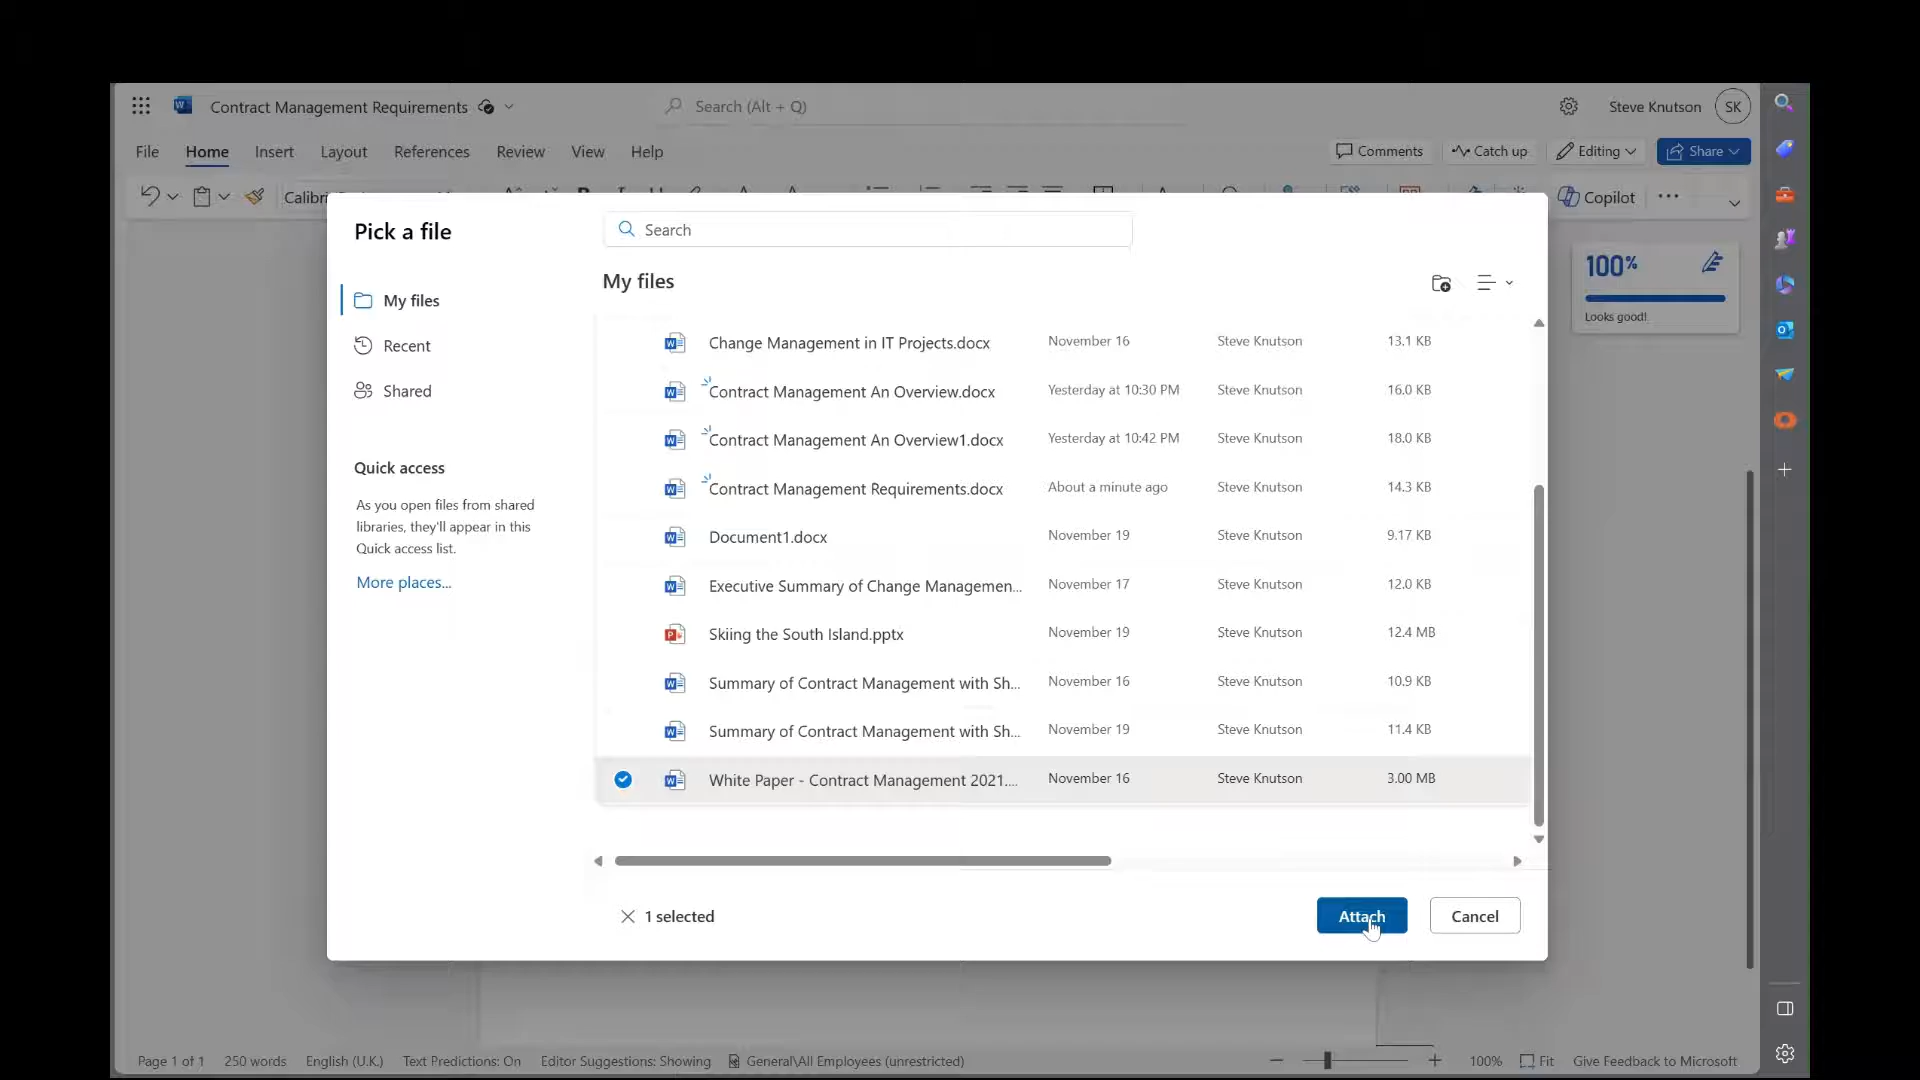 Contract Management Requirements
Search (Alt + Q)
Steve Knutson
SK
File
Home
Insert
Layout
References
Review
View
Help
Comments
Catch up
Editing
Share
Calibri
Copilot
Pick a file
Search
My files
Recent
Shared
Quick access
As you open files from shared
libraries, they'll appear in this
Quick access list.
More places...
My files
Change Management in IT Projects.docx November 16 Steve Knutson 13.1 KB
Contract Management An Overview.docx Yesterday at 10:30 PM Steve Knutson 16.0 KB
Contract Management An Overview1.docx Yesterday at 10:42 PM Steve Knutson 18.0 KB
Contract Management Requirements.docx About a minute ago Steve Knutson 14.3 KB
Document1.docx November 19 Steve Knutson 9.17 KB
Executive Summary of Change Managemen... November 17 Steve Knutson 12.0 KB
Skiing the South Island.pptx November 19 Steve Knutson 12.4 MB
Summary of Contract Management with Sh... November 16 Steve Knutson 10.9 KB
Summary of Contract Management with Sh... November 19 Steve Knutson 11.4 KB
White Paper - Contract Management 2021.... November 16 Steve Knutson 3.00 MB
1 selected
Attach
Cancel
100%
Looks good!
Page 1 of 1
250 words
English (U.K.)
Text Predictions: On
Editor Suggestions: Showing
General\All Employees (unrestricted)
100%
Fit
Give Feedback to Microsoft